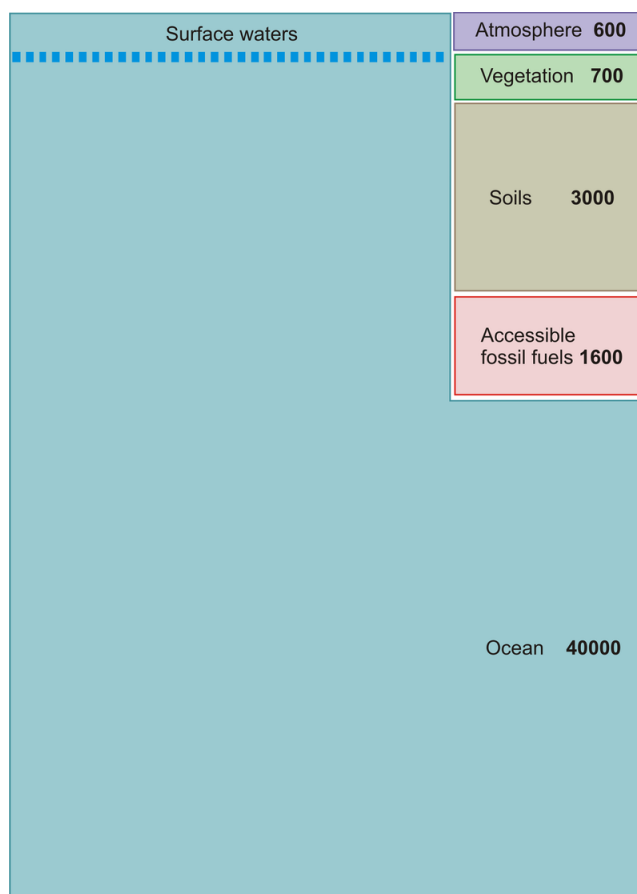 Surface waters
Atmosphere 600
Vegetation 700
Soils 3000
Accessible
fossil fuels 1600
Ocean 40000